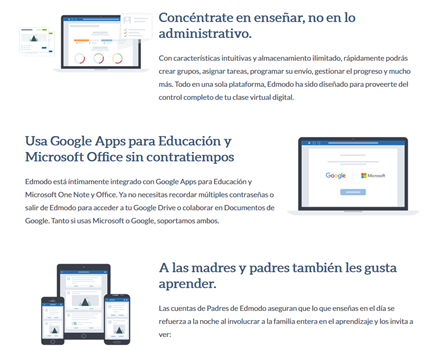 Concéntrate en enseñar, no en lo
administrativo.
Con características intuitivas y almacenamiento ilimitado, rápidamente podrás
crear grupos, asignar tareas, programar su envío, gestionar el progreso y mucho
más. Todo en una sola plataforma, Edmodo ha sido diseñado para proveerte del
control completo de tu clase virtual digital.
Usa Google Apps para Educación y
Microsoft Office sin contratiempos
Edmodo está íntimamente integrado con Google Apps para Educación y
Microsoft One Note y Office. Ya no necesitas recordar múltiples contraseñas o
salir de Edmodo para acceder a tu Google Drive o colaborar en Documentos de
Google. Tanto si usas Microsoft o Google, soportamos ambos.
Google
Microsoft
A las madres y padres también les gusta
aprender.
Las cuentas de Padres de Edmodo aseguran que lo que enseñas en el día se
refuerza a la noche al involucrar a la familia entera en el aprendizaje y los invita a
ver: